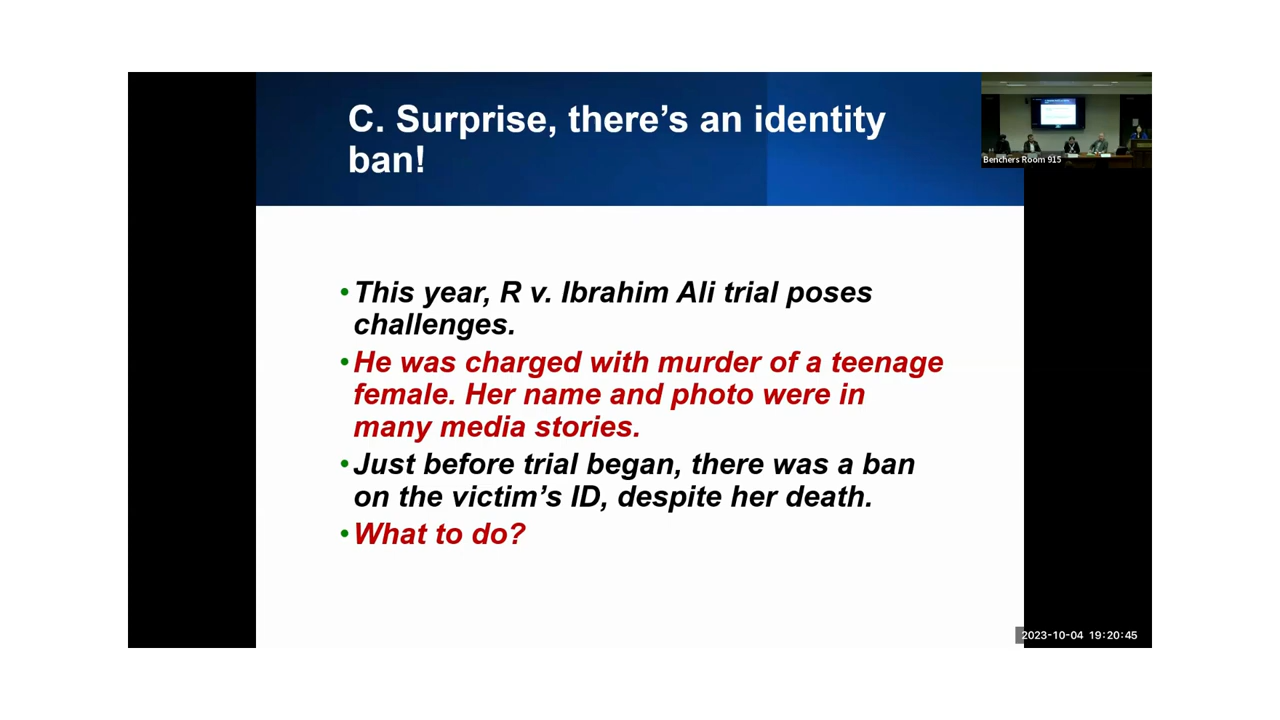 C. Surprise, there’s an identity
ban!
Benchers Room 915
•This year, R v. Ibrahim Ali trial poses
challenges.
•He was charged with murder of a teenage
female. Her name and photo were in
many media stories.
•Just before trial began, there was a ban
on the victim’s ID, despite her death.
•What to do?
2023-10-04 19:20:45